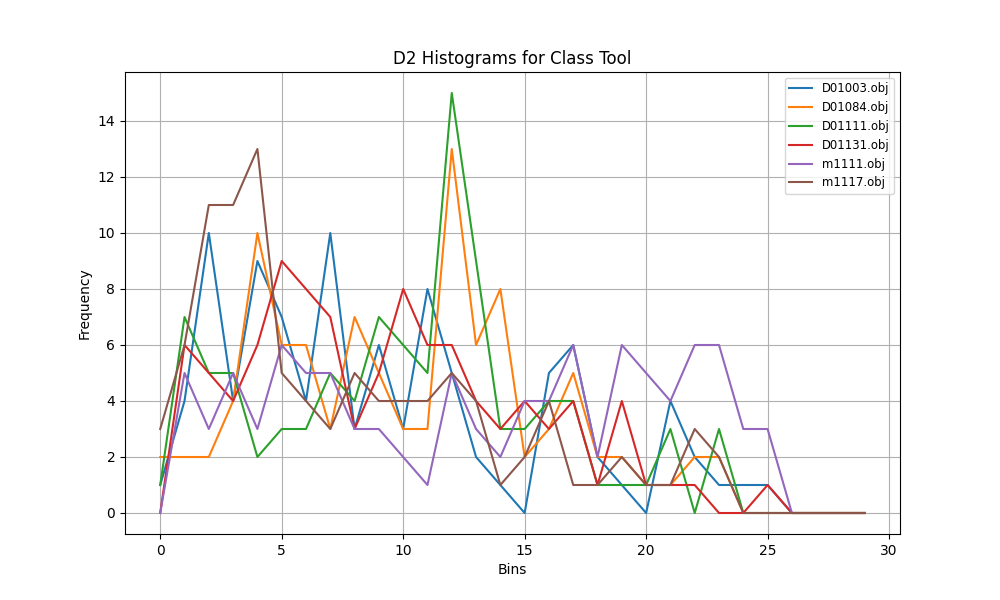 D2 Histograms for Class Tool
D01003.obj
D01084.obj
D01111.obj
D01131.obj
m1111.obj
m1117.obj
Frequency
14
12
10
8
6
4
2
0
0 5 10 15 20 25 30
Bins